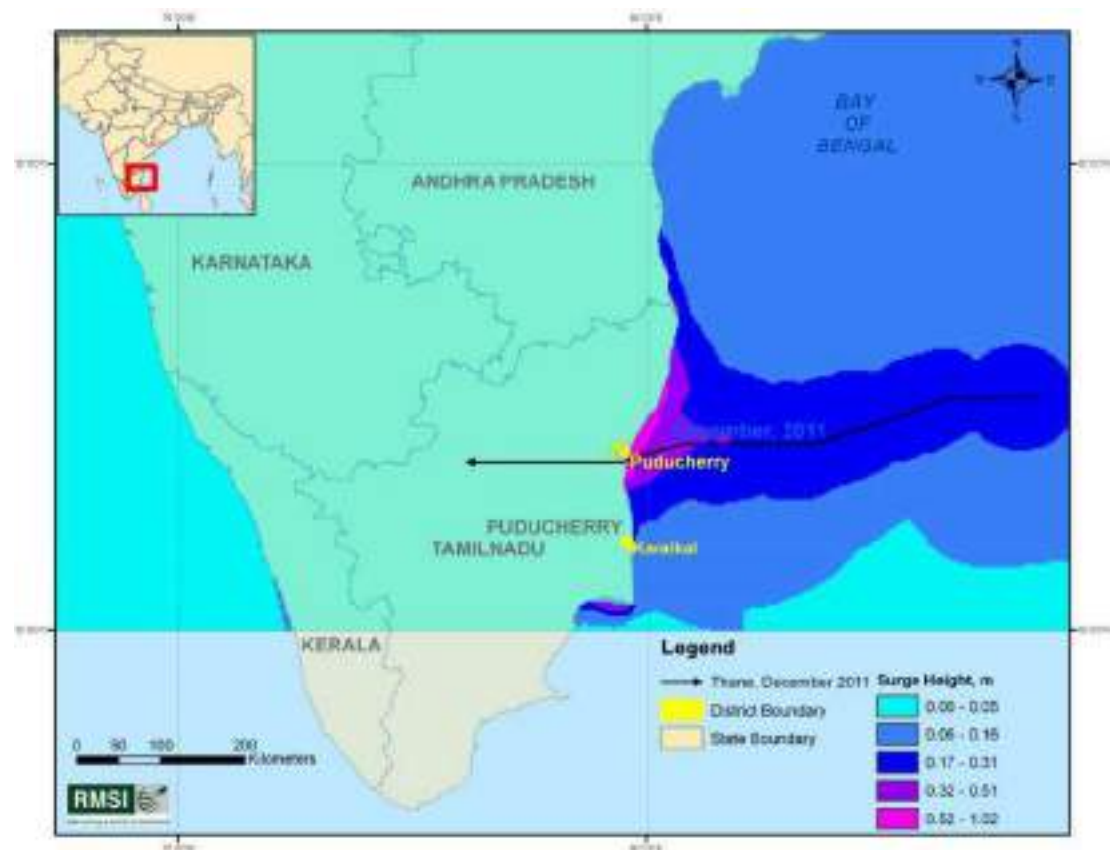 BAY
OF
BENGAL
ANDHRA PRADESH
KARNATAKA
December, 2011
Puducherry
PUDUCHERRY
TAMILNADU
Karaikal
KERALA
Legend
Thane, December 2011
District Boundary
State Boundary
Surge Height, m
0.00 - 0.05
0.06 - 0.16
0.17 - 0.31
0.32 - 0.51
0.52 - 1.02
0 50 100 200
Kilometers
RMSI